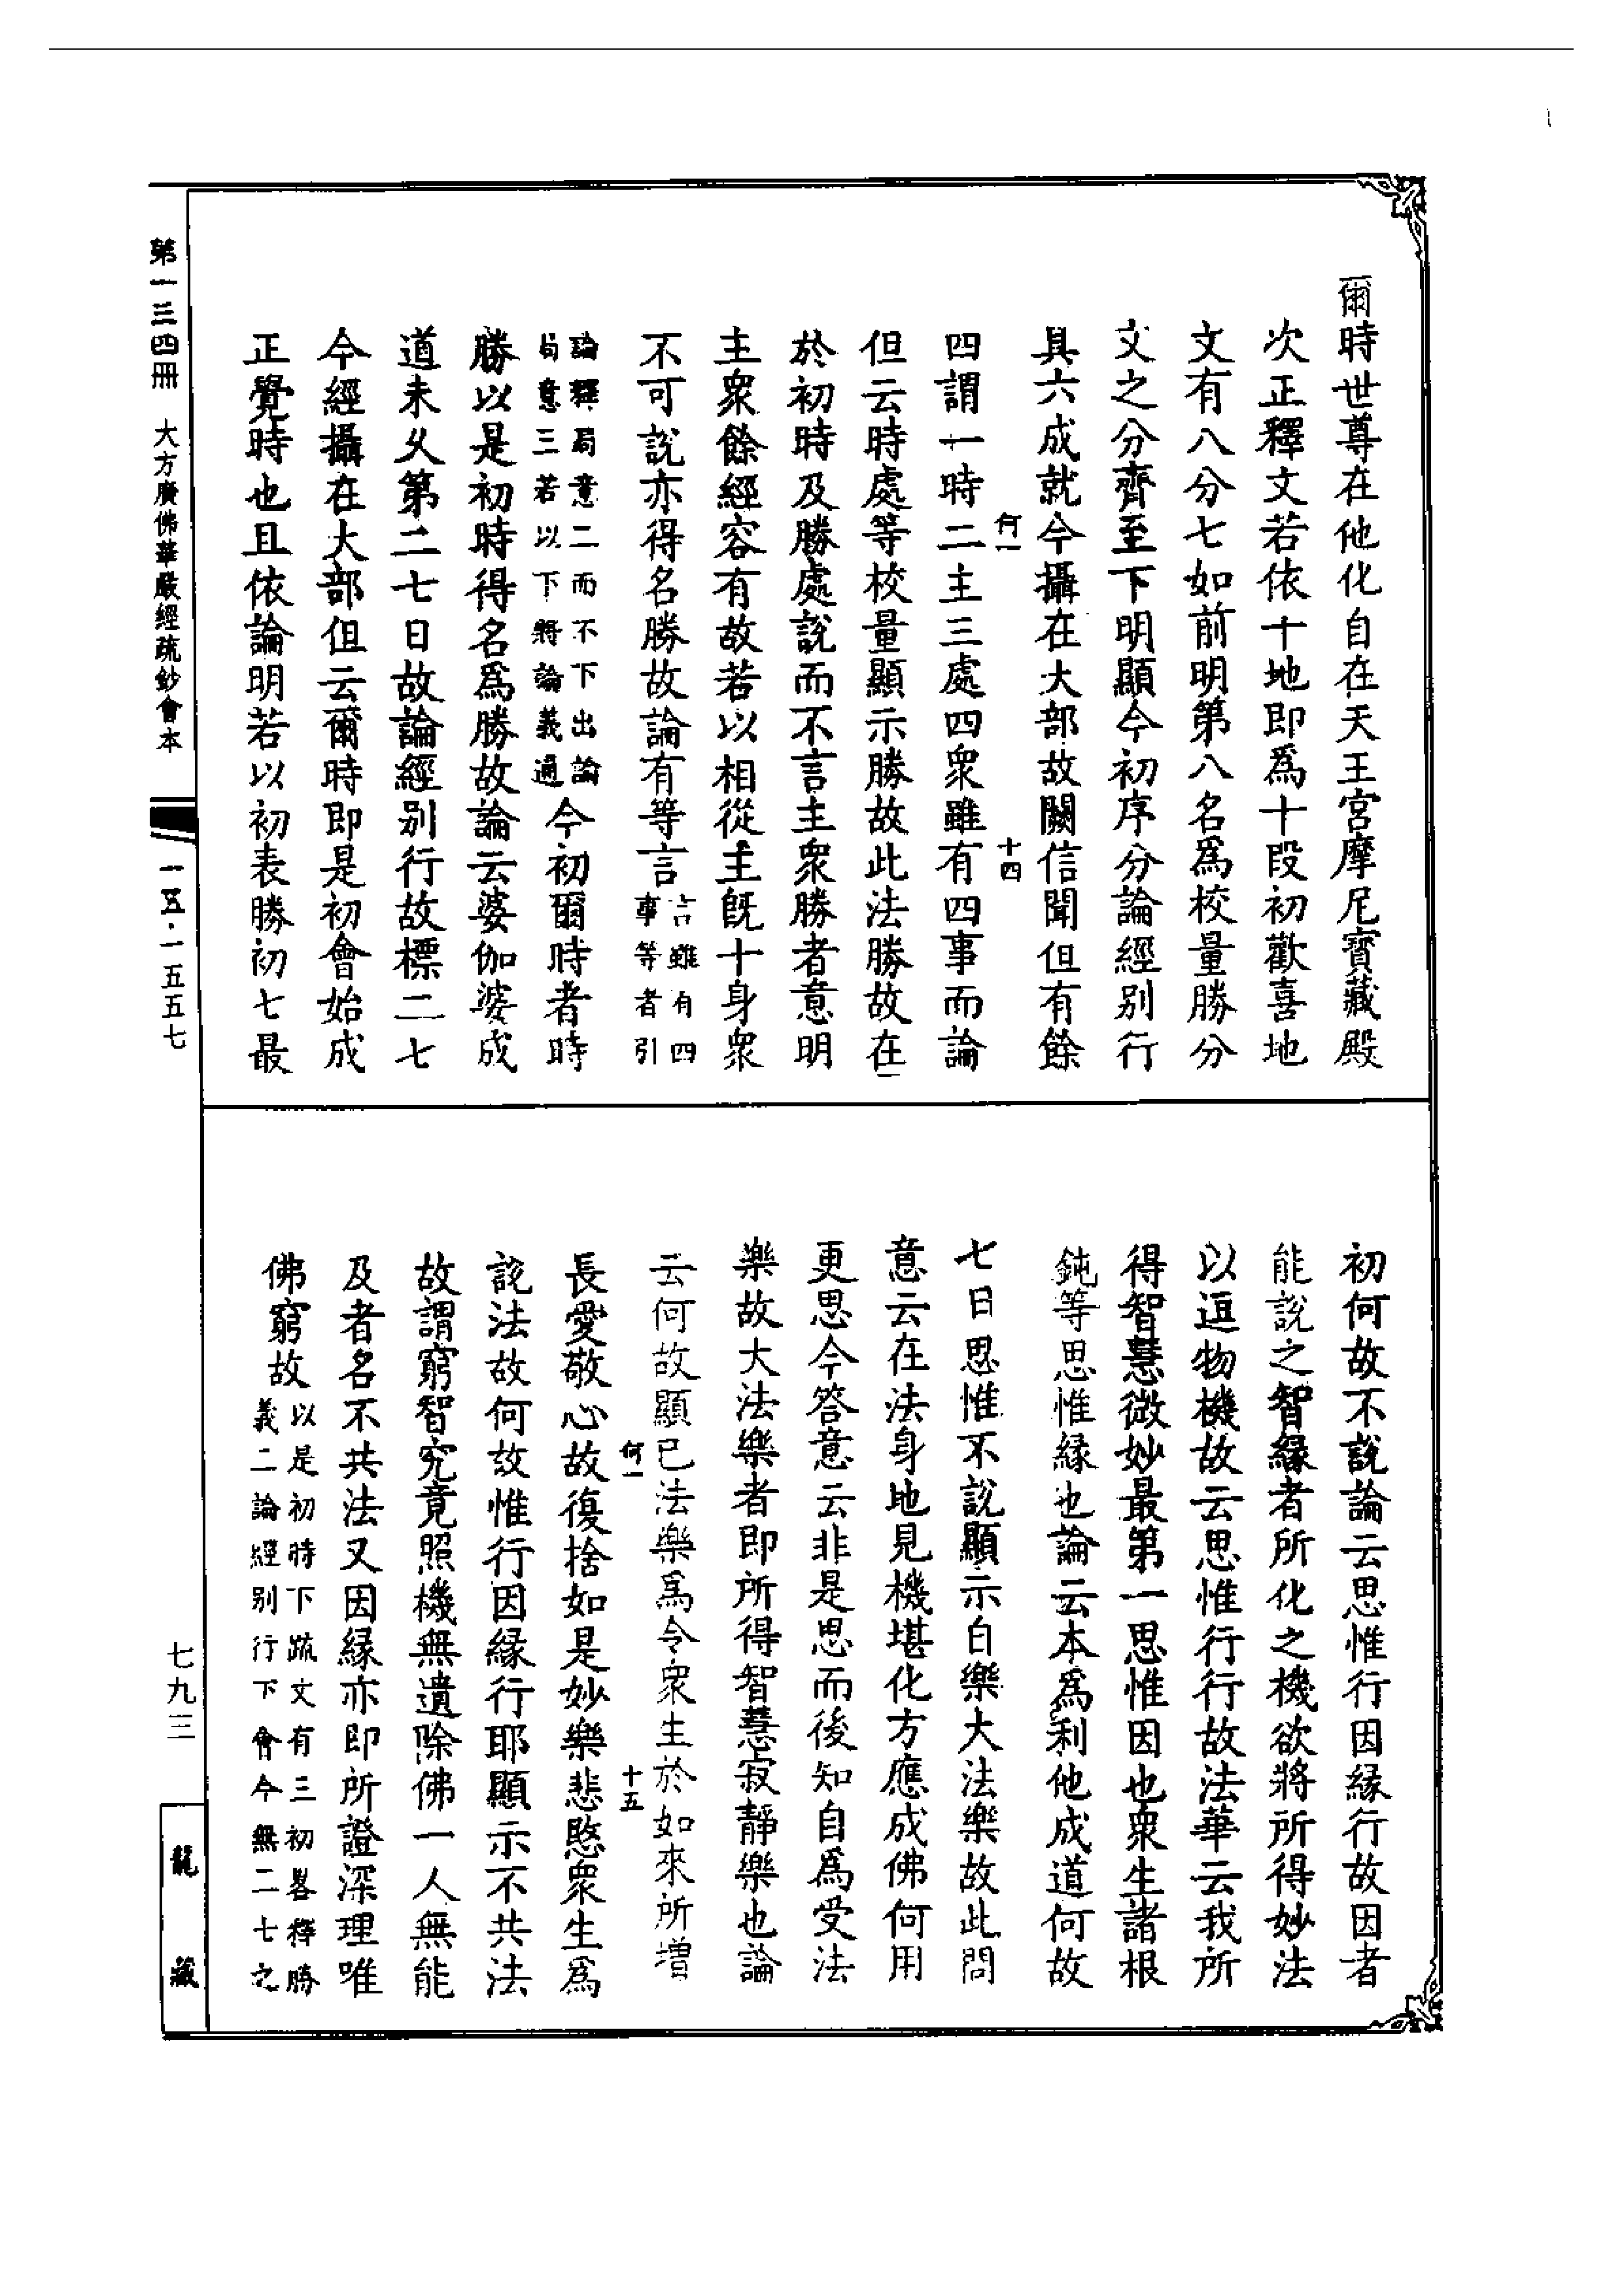 爾時世尊在他化自在天王宮摩尼寶藏殿
次正釋文若依十地即爲十段初歡喜地
文有八分七如前明第八名爲校量勝分
文之分齊至下明顯今初序分論經别行
具六成就今攝在大部故闕信聞但有餘
何一
十四
四謂一時二主三處四衆雖有四事而論
但云時處等校量顯示勝故此法勝故在
於初時及勝處說而不言主衆勝者意明
主衆餘經容有故若以相從主旣十身衆
不可說亦得名勝故論有等言
言雖有四
事等者引
論釋局意二而不下出論
局意三若以下將論義通
今初爾時者時
勝以是初時得名爲勝故論云婆伽婆成
道未久第二七日故論經别行故標二七
今經攝在大部但云爾時即是初會始成
正覺時也且依論明若以初表勝初七最
初何故不說論云思惟行因緣行故因者
能說之智緣者所化之機欲將所得妙法
以逗物機故云思惟行行故法華云我所
得智慧微妙最第一思惟因也衆生諸根
鈍等思惟緣也論云本爲利他成道何故
七日思惟不說顯示自樂大法樂故此問
意云在法身地見機堪化方應成佛何用
更思今答意云非是思而後知自爲受法
樂故大法樂者即所得智慧寂靜樂也論
云何故顯已法樂爲令衆生於如來所增
何一
十五
長愛敬心故復捨如是妙樂悲愍衆生爲
說法故何故惟行因緣行耶顯示不共法
故謂窮智究竟照機無遺除佛一人無能
及者名不共法又因緣亦即所證深理唯
佛窮故
以是初時下䟽文有三初畧釋勝
義二論經别行下會今無二七之
第一三四冊 大方廣佛華嚴經疏鈔會本
一五·一五五七
七九三
龍藏